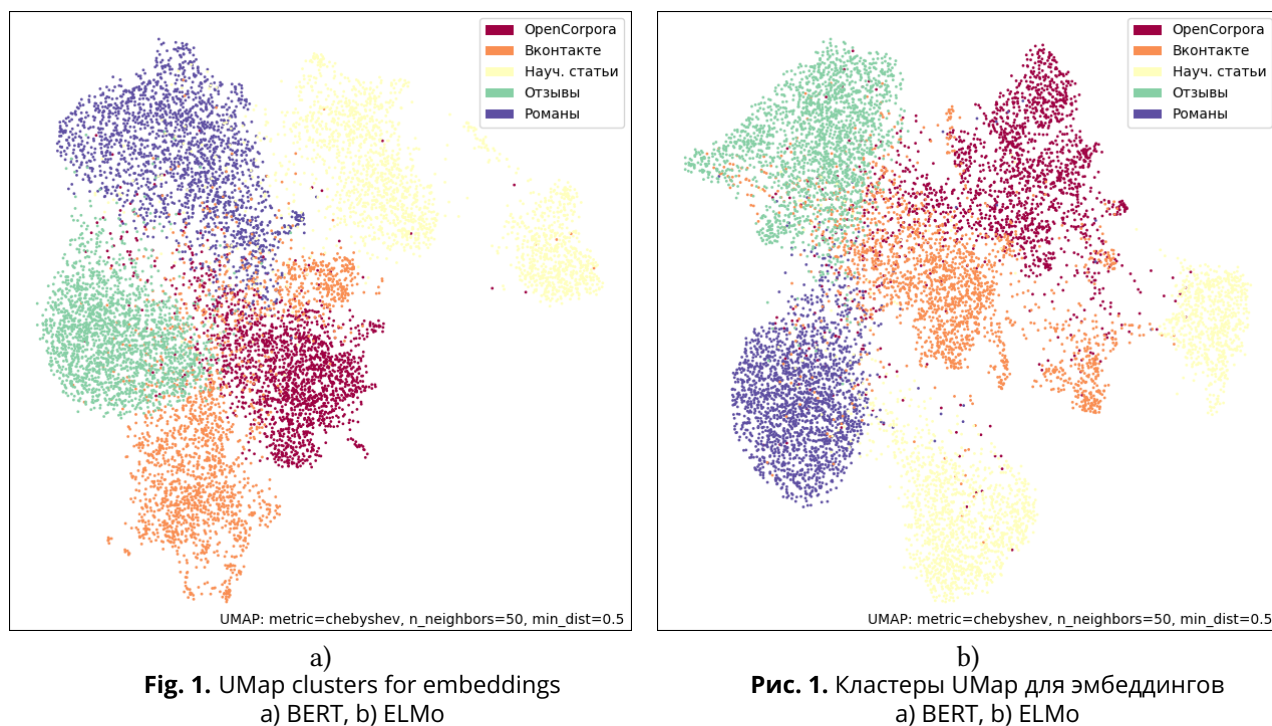 OpenCorpora
Вконтакте
Науч. статьи
Отзывы
Романы
UMAP: metric=chebyshev, n_neighbors=50, min_dist=0.5
a)
Fig. 1. UMap clusters for embeddings
a) BERT, b) ELMo
OpenCorpora
Вконтакте
Науч. статьи
Отзывы
Романы
UMAP: metric=chebyshev, n_neighbors=50, min_dist=0.5
b)
Рис. 1. Кластеры UMap для эмбеддингов
a) BERT, b) ELMo